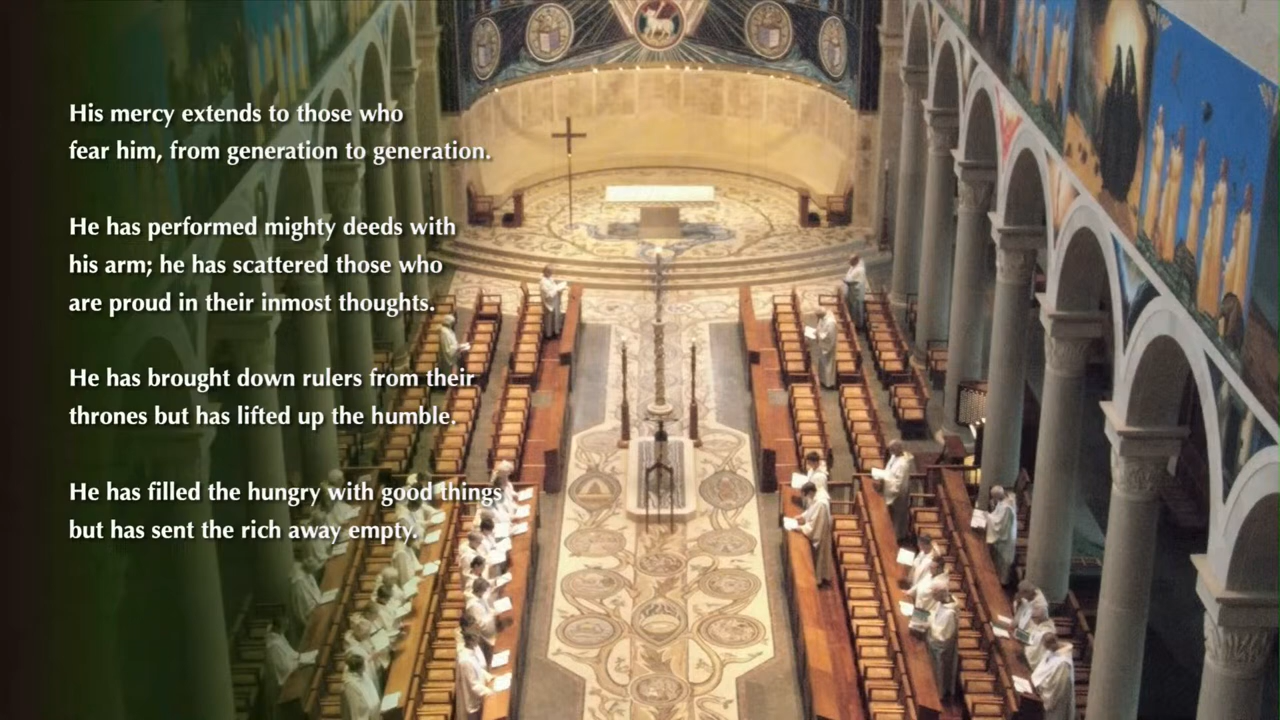 His mercy extends to those who
fear him, from generation to generation.
He has performed mighty deeds with
his arm; he has scattered those who
are proud in their inmost thoughts.
He has brought down rulers from their
thrones but has lifted up the humble.
He has filled the hungry with good things
but has sent the rich away empty.